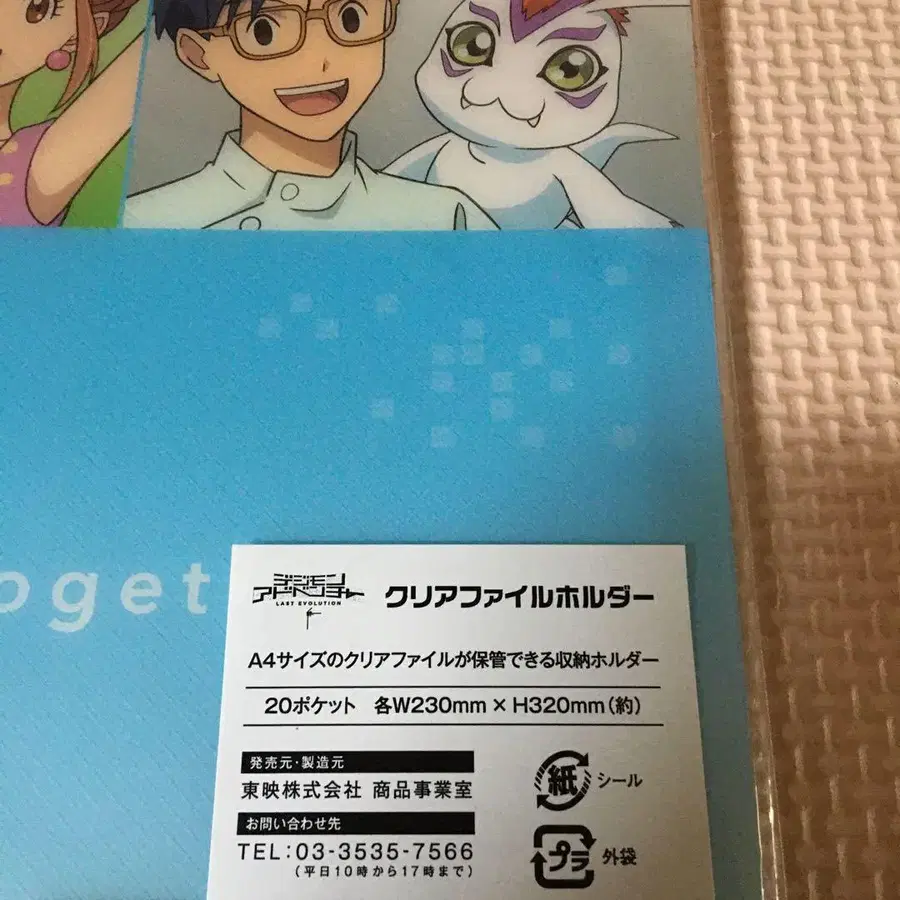 oget
デジモン
アドベンチャー
LAST EVOLUTION
クリアファイルホルダー
A4サイズのクリアファイルが保管できる収納ホルダー
20ポケット 各W230mm×H320mm(約)
発売元・製造元
東映株式会社 商品事業室
お問い合わせ先
TEL:03-3535-7566
(平日10時から17時まで)
紙 シール
プラ 外袋